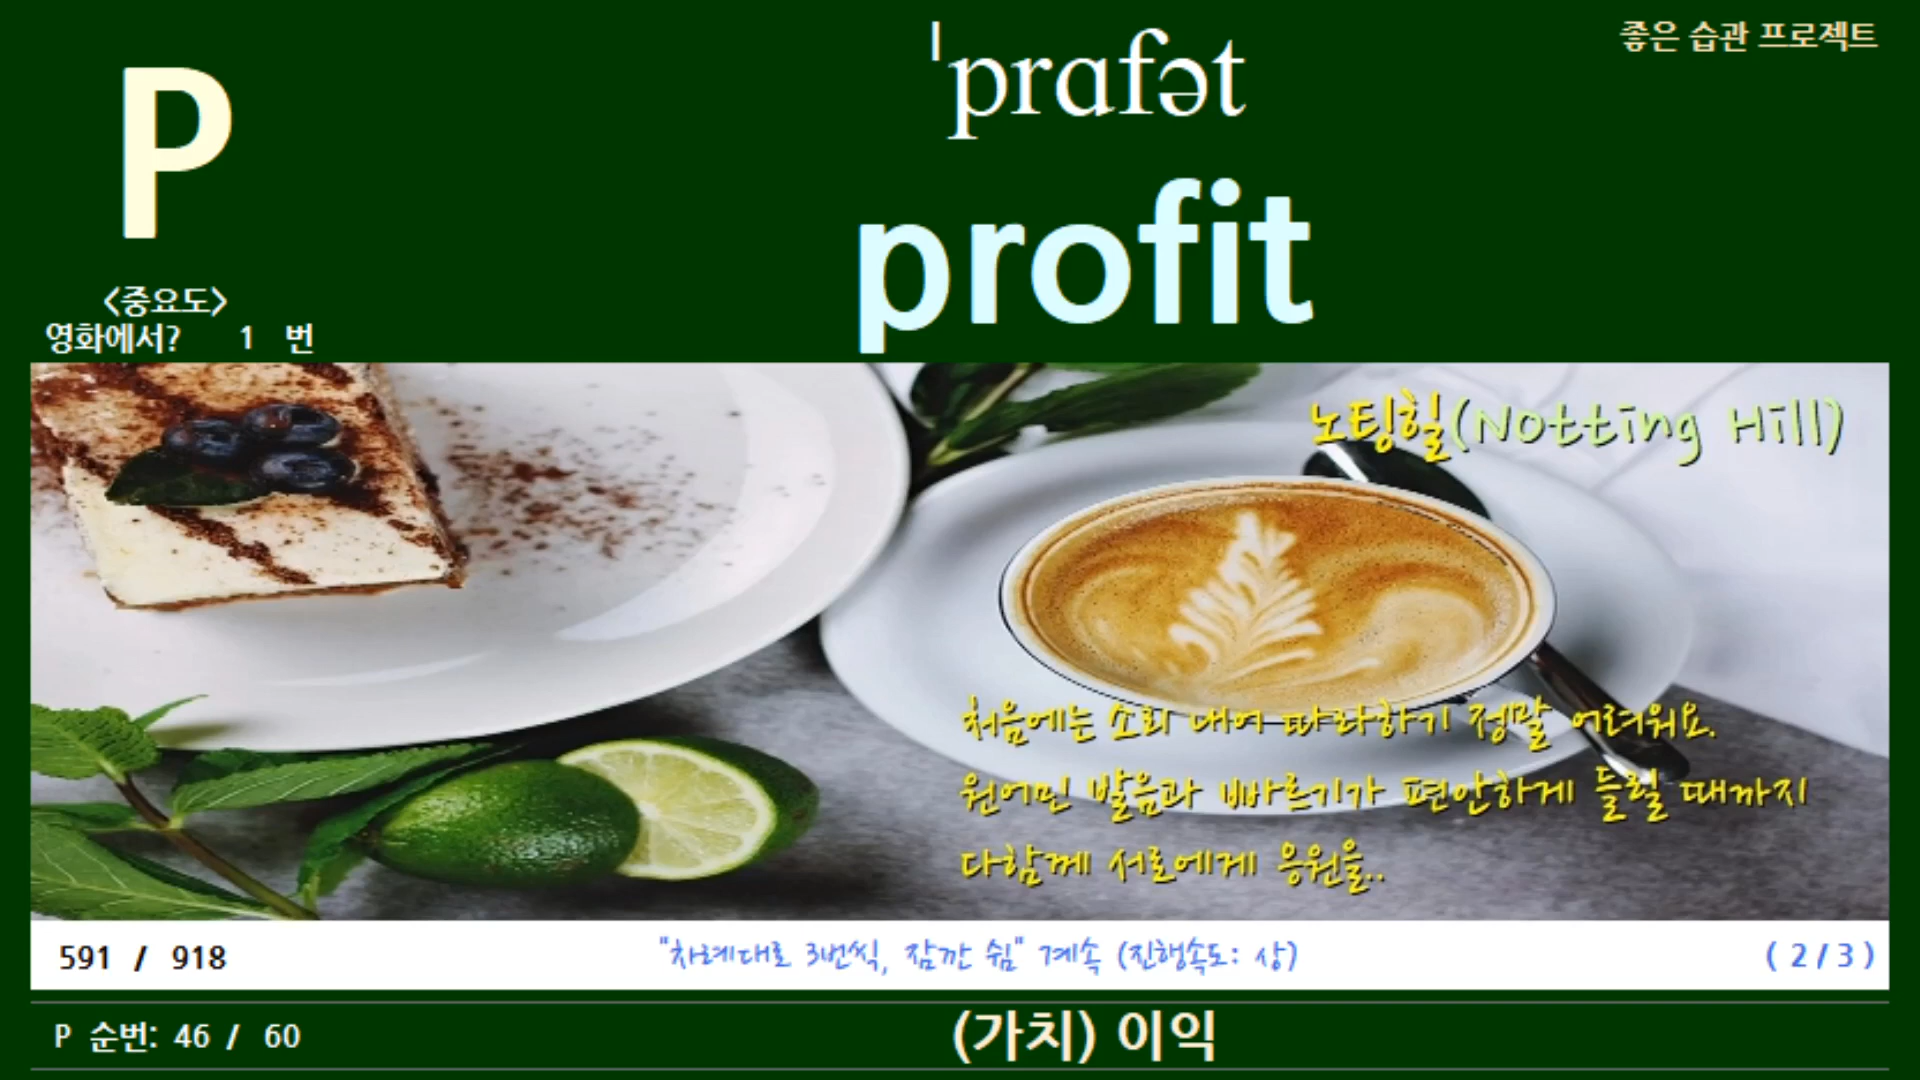 좋은 습관 프로젝트
P
ˈprɑfət
profit
<중요도>
영화에서? 1 번
노팅힐(Notting Hill)
처음에는 소리 내어 따라하기 정말 어려워요.
원어민 발음과 빠르기가 편안하게 들릴 때까지
다함께 서로에게 응원을..
591 / 918
"차례대로 3번씩, 잠깐 쉼" 계속 (진행속도: 상)
( 2 / 3 )
P 순번: 46 / 60
(가치) 이익